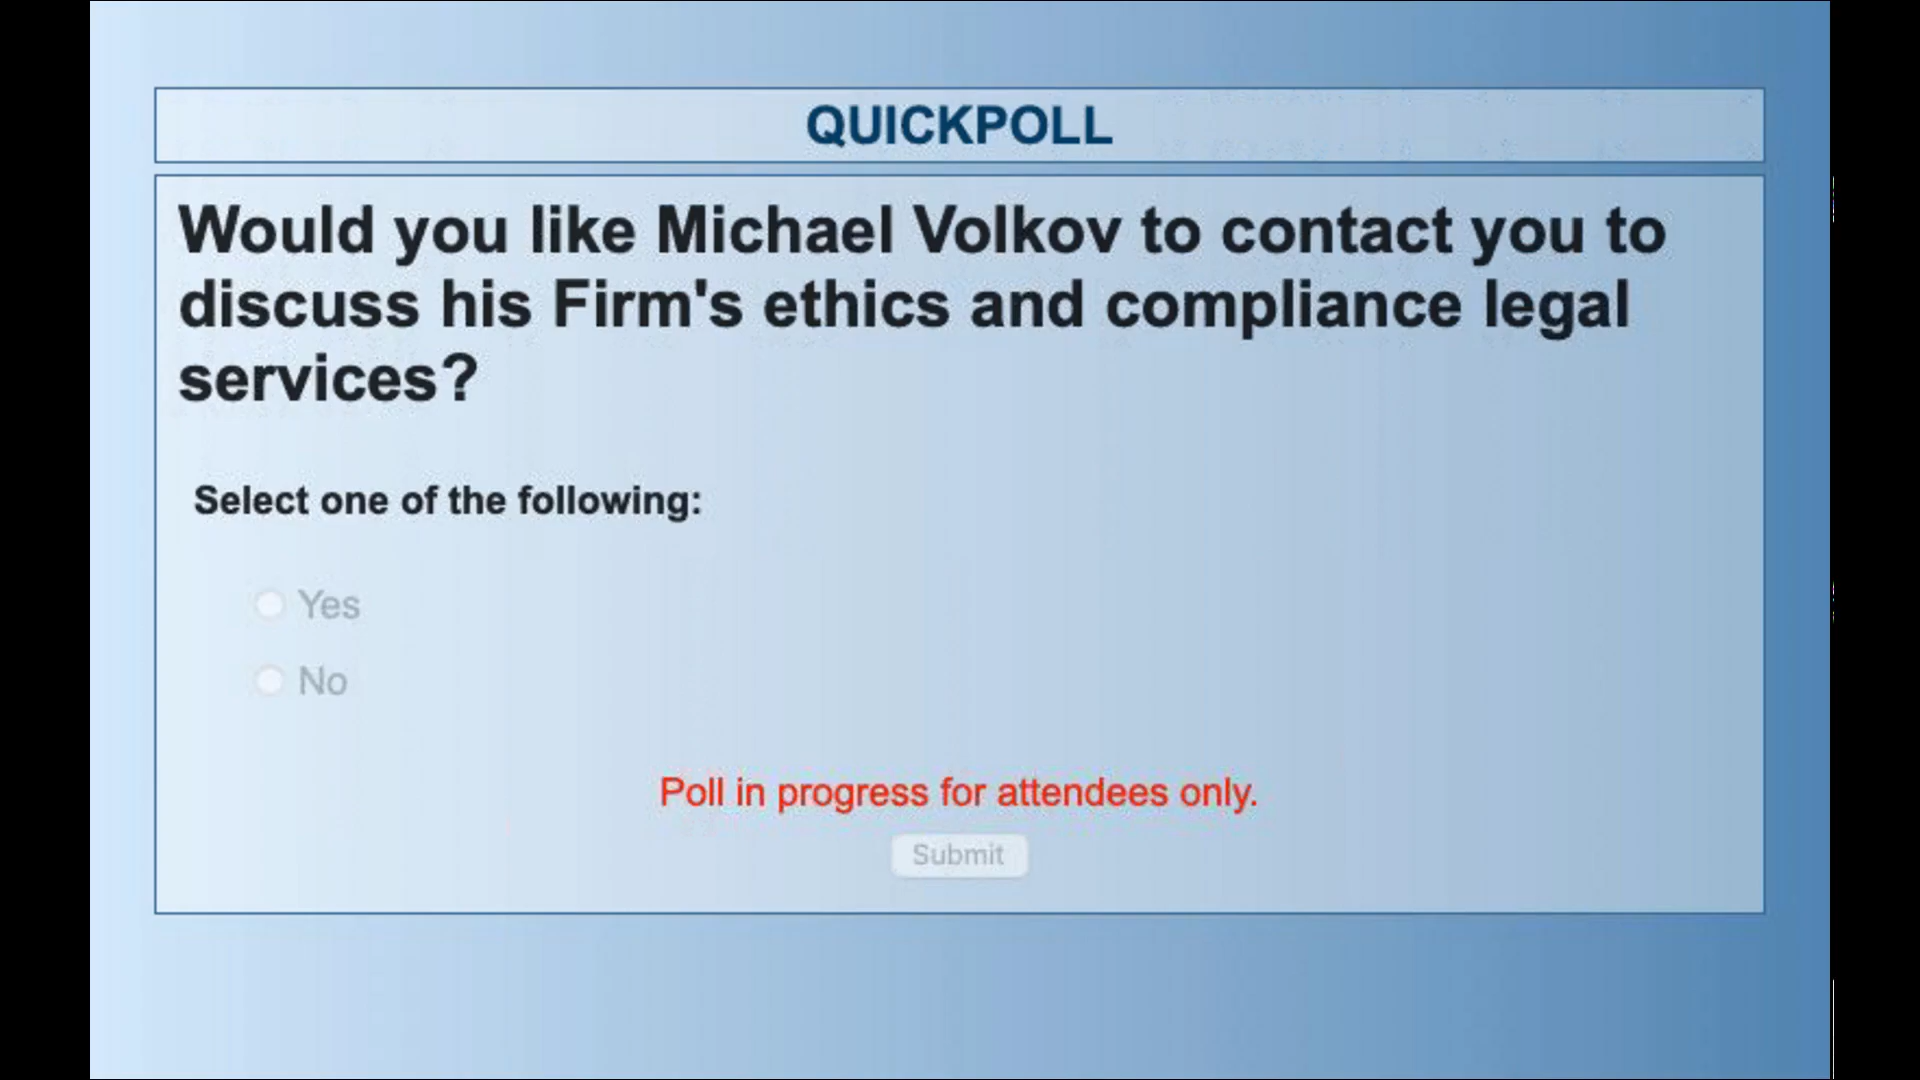 QUICKPOLL
Would you like Michael Volkov to contact you to
discuss his Firm's ethics and compliance legal
services?
Select one of the following:
Yes
No
Poll in progress for attendees only.
Submit